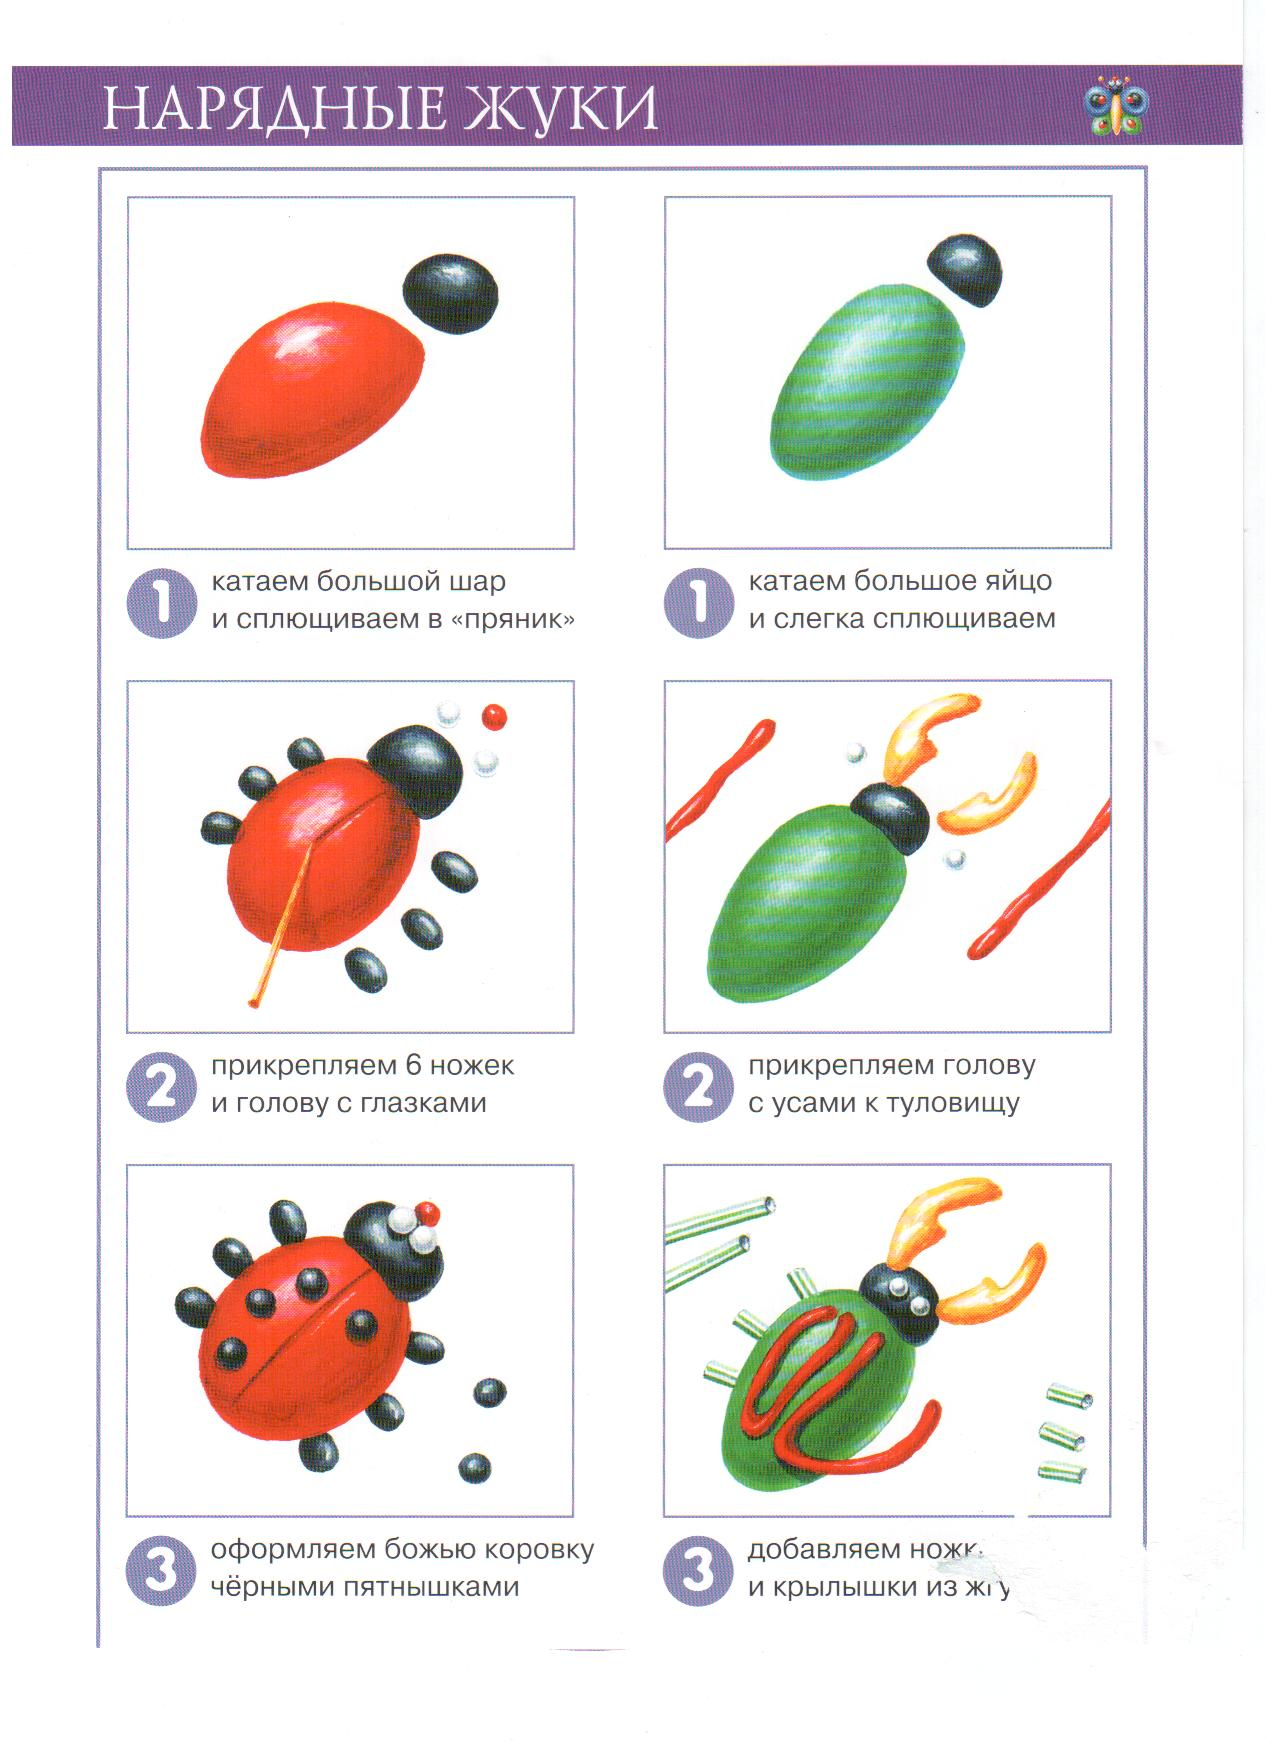 НАРЯДНЫЕ ЖУКИ
1
катаем большой шар
и сплющиваем в «пряник»
1
катаем большое яйцо
и слегка сплющиваем
2
прикрепляем 6 ножек
и голову с глазками
2
прикрепляем голову
с усами к туловищу
3
оформляем божью коровку
чёрными пятнышками
3
добавляем
и крылышки из